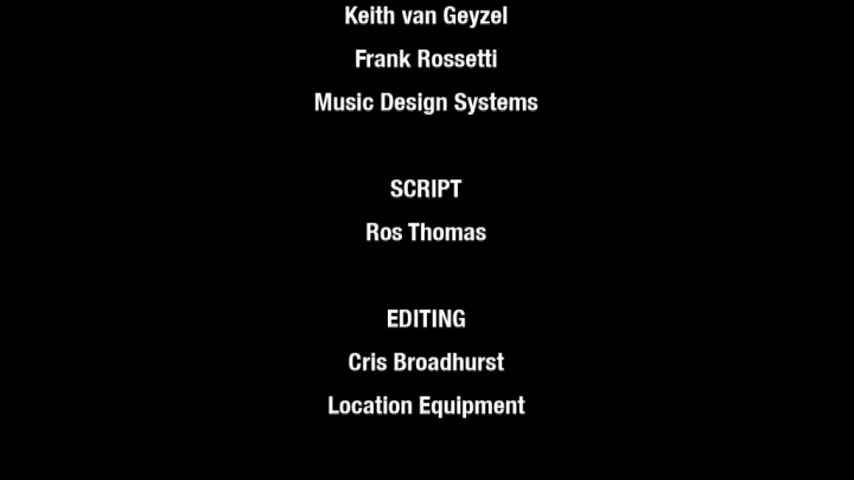 Keith van Geyzel
Frank Rossetti
Music Design Systems
SCRIPT
Ros Thomas
EDITING
Cris Broadhurst
Location Equipment